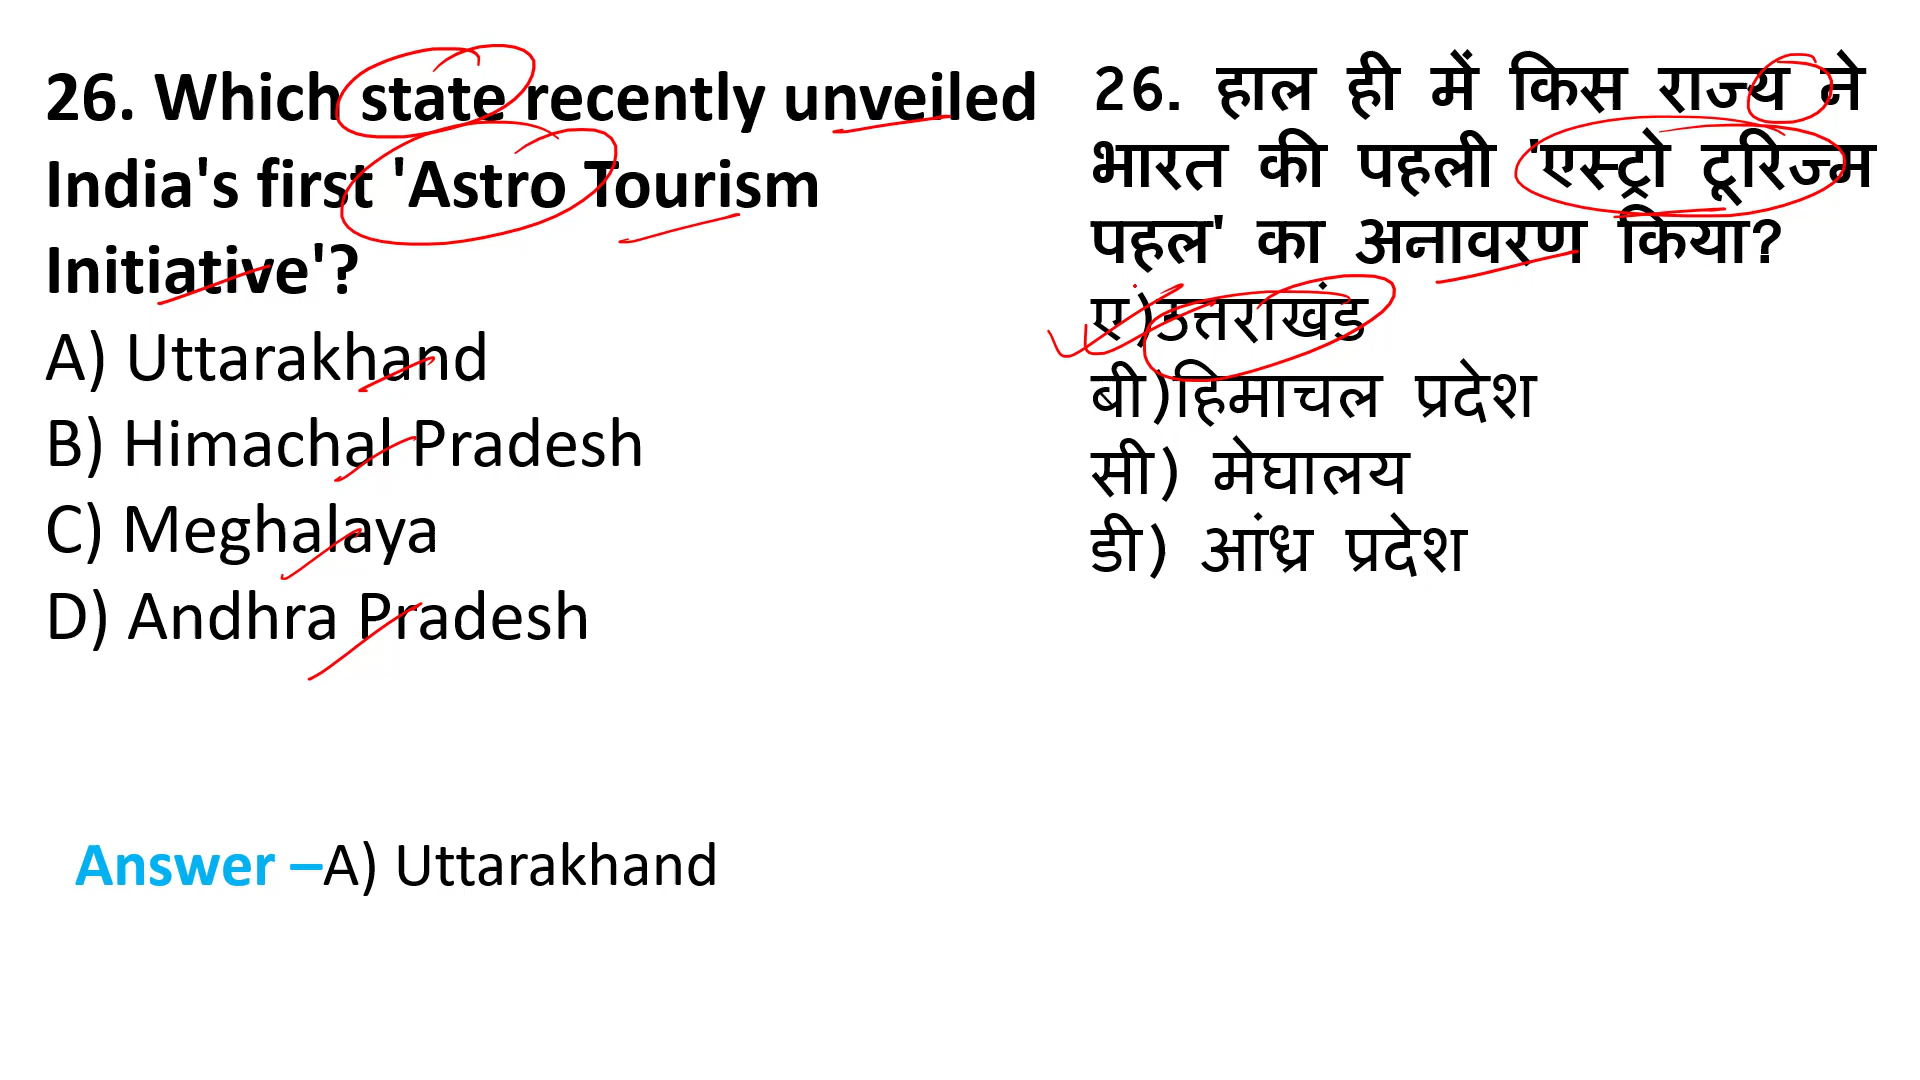 26. Which state recently unveiled
India's first 'Astro Tourism
Initiative'?
A) Uttarakhand
B) Himachal Pradesh
C) Meghalaya
D) Andhra Pradesh
Answer –A) Uttarakhand
26. हाल ही में किस राज्य ने
भारत की पहली 'एस्ट्रो टूरिज्म
पहल' का अनावरण किया?
ए)उत्तराखंड
बी)हिमाचल प्रदेश
सी) मेघालय
डी) आंध्र प्रदेश